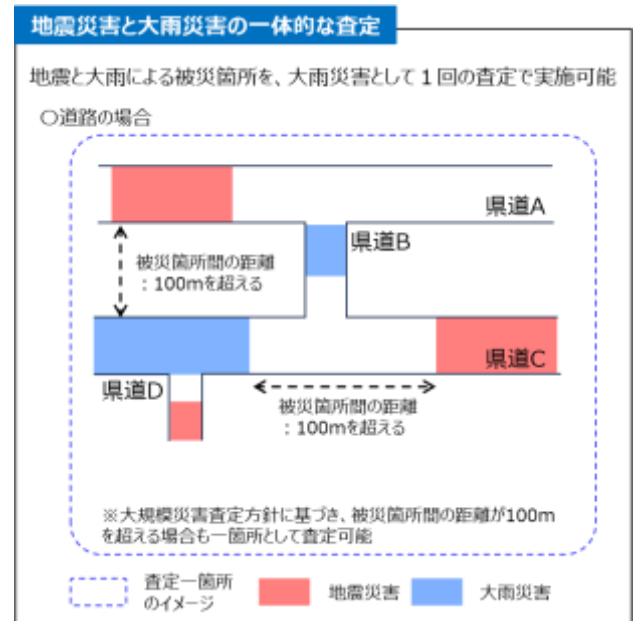 地震災害と大雨災害の一体的な査定
地震と大雨による被災箇所を、大雨災害として１回の査定で実施可能
○道路の場合
県道A
県道B
被災箇所間の距離
：100mを超える
県道C
県道D
被災箇所間の距離
：100mを超える
※大規模災害査定方針に基づき、被災箇所間の距離が100m
を超える場合も一箇所として査定可能
査定一箇所
のイメージ
地震災害
大雨災害